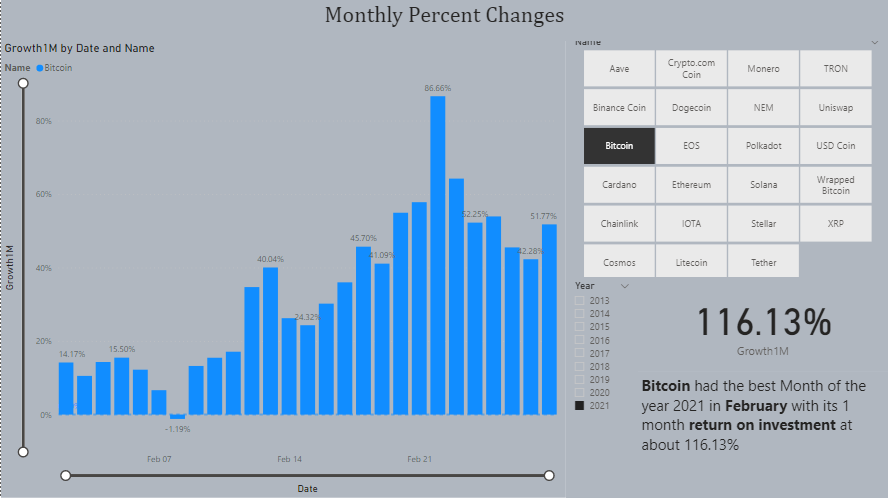 Monthly Percent Changes
Growth1M by Date and Name
Name Bitcoin
Growth1M
80%
60%
40%
20%
0%
14.17%
15.50%
-1.19%
40.04%
24.32%
45.70%
41.09%
86.66%
52.25%
42.28%
51.77%
Feb 07 Feb 14 Feb 21
Date
Name
Aave Crypto.com Coin Monero TRON
Binance Coin Dogecoin NEM Uniswap
Bitcoin EOS Polkadot USD Coin
Cardano Ethereum Solana Wrapped Bitcoin
Chainlink IOTA Stellar XRP
Cosmos Litecoin Tether
Year
2013
2014
2015
2016
2017
2018
2019
2020
2021
116.13%
Growth1M
Bitcoin had the best Month of the
year 2021 in February with its 1
month return on investment at
about 116.13%